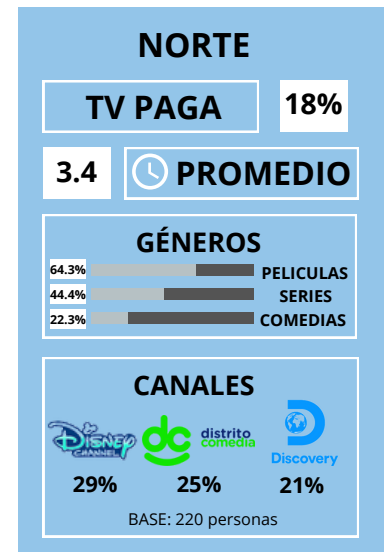 NORTE
TV PAGA 18%
3.4 PROMEDIO
GÉNEROS
64.3% PELICULAS
44.4% SERIES
22.3% COMEDIAS
CANALES
Disney
CHANNEL
dc distrito
comedia
D
Discovery
29% 25% 21%
BASE: 220 personas